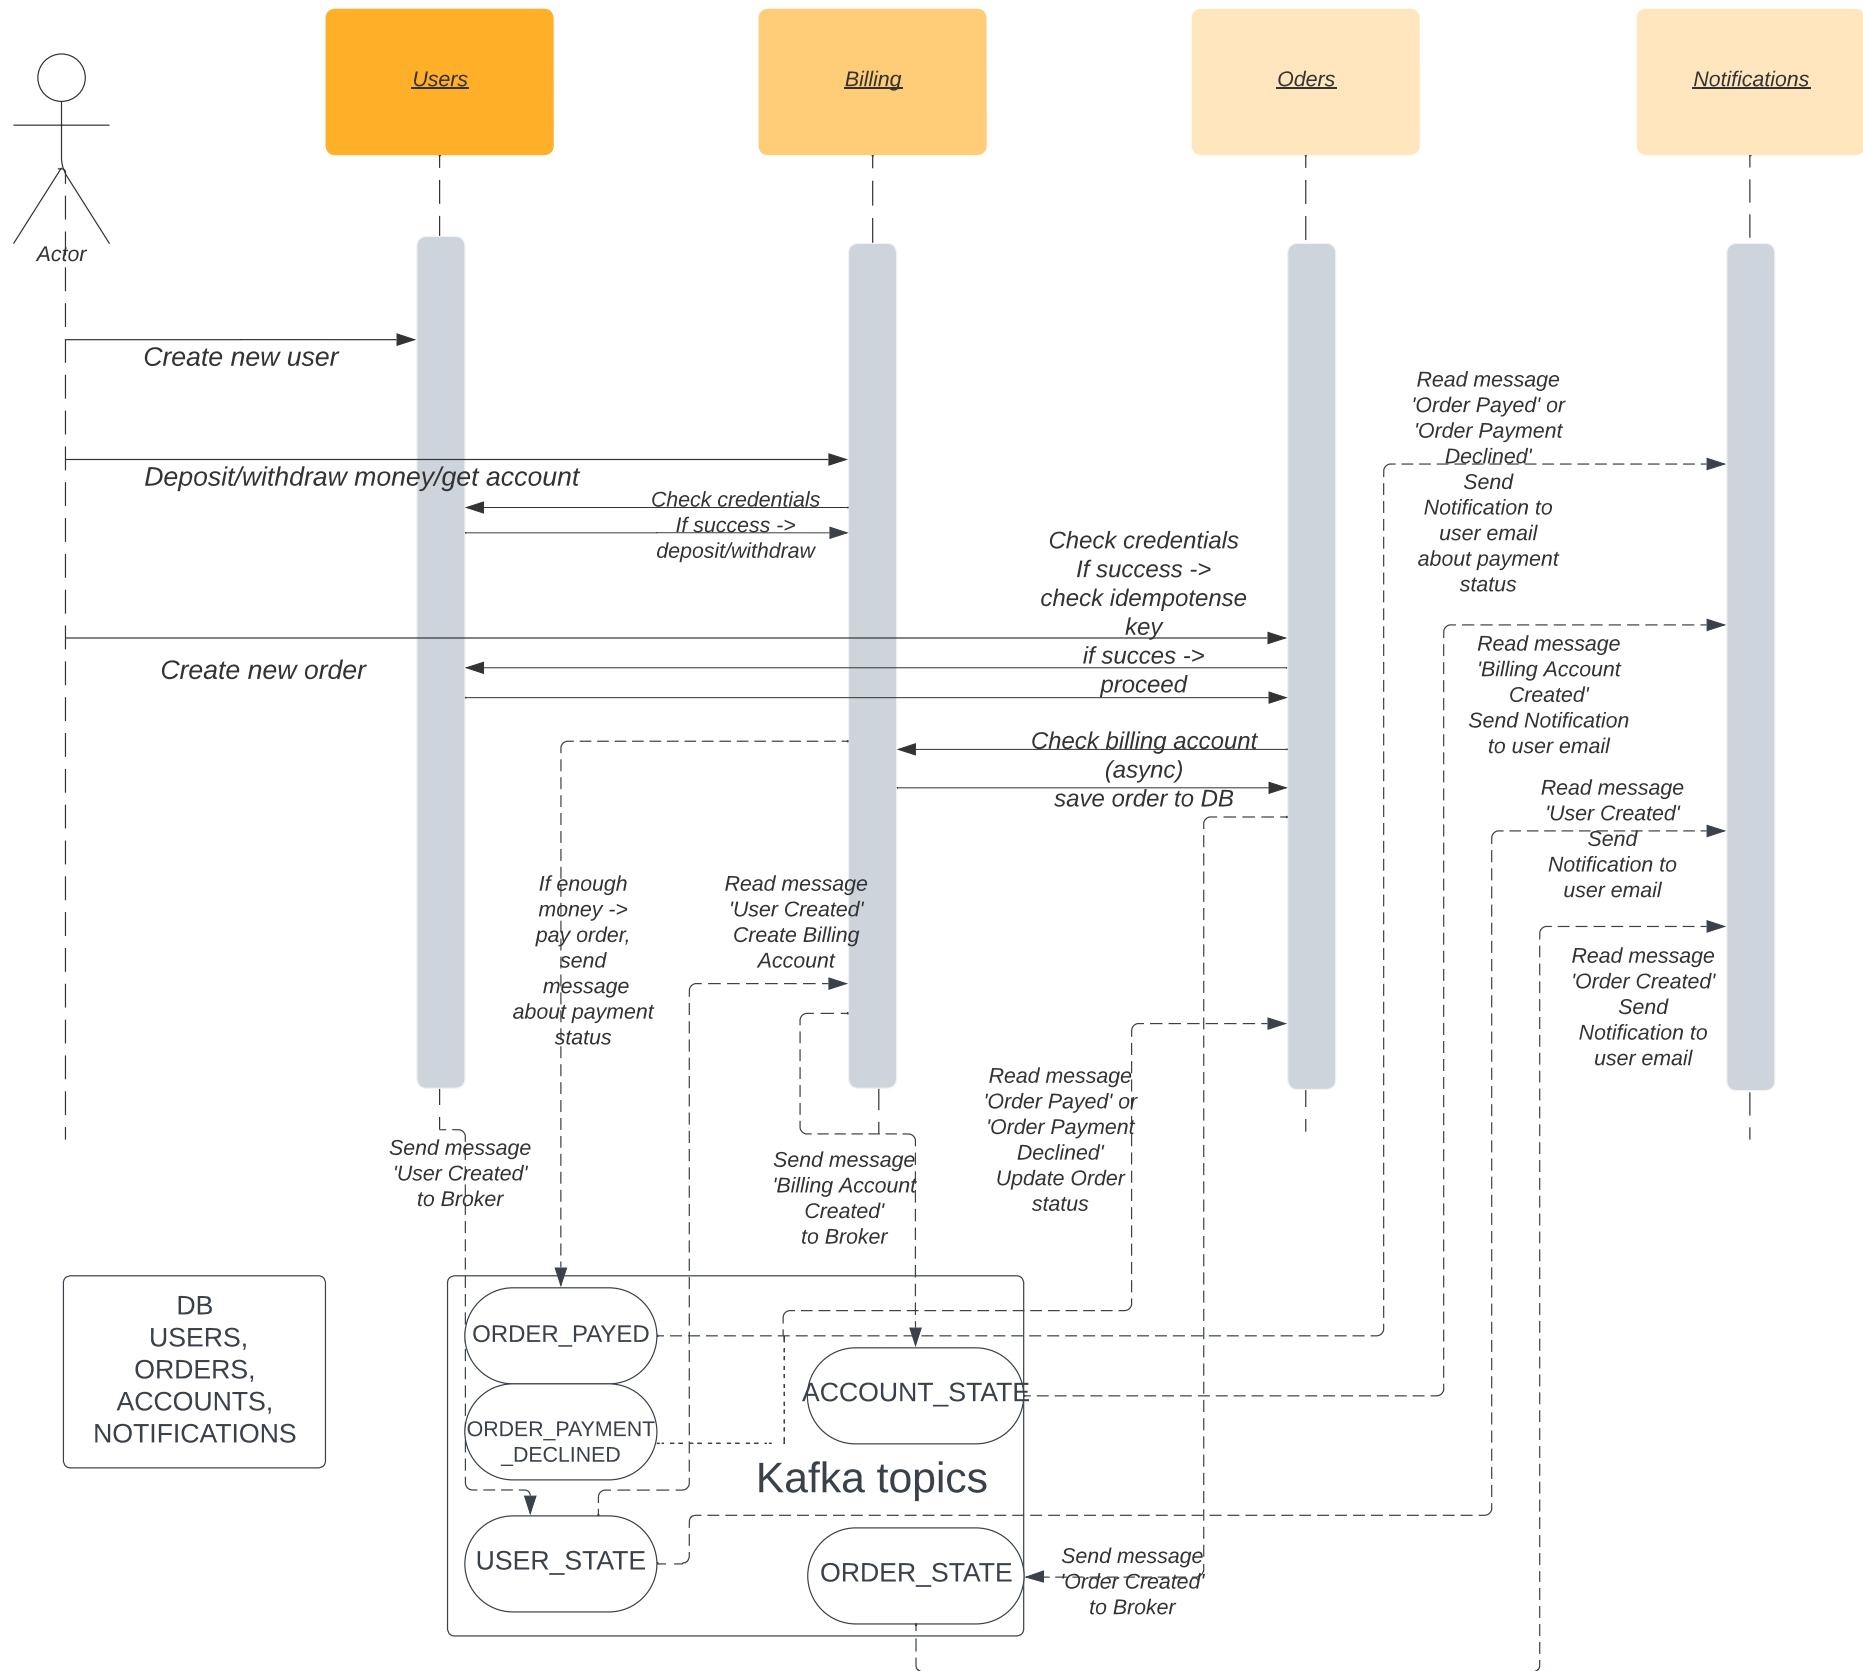 Users
Billing
Oders
Notifications
Actor
Create new user
Deposit/withdraw money/get account
Check credentials
If success ->
deposit/withdraw
Create new order
Check credentials
If success ->
check idempotense
key
if succes ->
proceed
Check billing account
(async)
save order to DB
Read message
'Order Payed' or
'Order Payment
Declined'
Send
Notification to
user email
about payment
status
Read message
'Billing Account
Created'
Send Notification
to user email
Read message
'User Created'
Send
Notification to
user email
Read message
'Order Created'
Send
Notification to
user email
If enough
money ->
pay order,
send
message
about payment
status
Read message
'User Created'
Create Billing
Account
Read message
'Order Payed' or
'Order Payment
Declined'
Update Order
status
Send message
'User Created'
to Broker
Send message
'Billing Account
Created'
to Broker
DB
USERS,
ORDERS,
ACCOUNTS,
NOTIFICATIONS
ORDER_PAYED
ORDER_PAYMENT
_DECLINED
ACCOUNT_STATE
Kafka topics
USER_STATE
ORDER_STATE
Send message
'Order Created'
to Broker